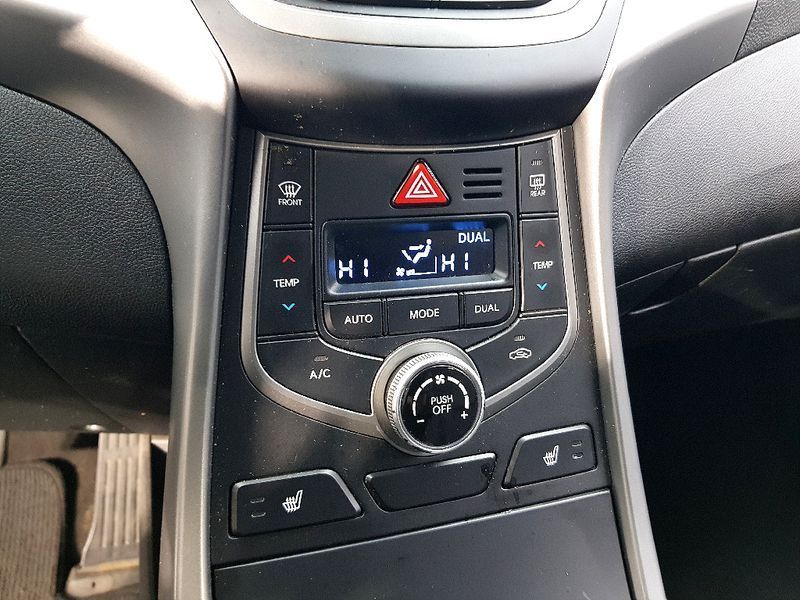 FRONT
REAR
DUAL
HI HI
TEMP
TEMP
AUTO
MODE
DUAL
A/C
PUSH
OFF
- +